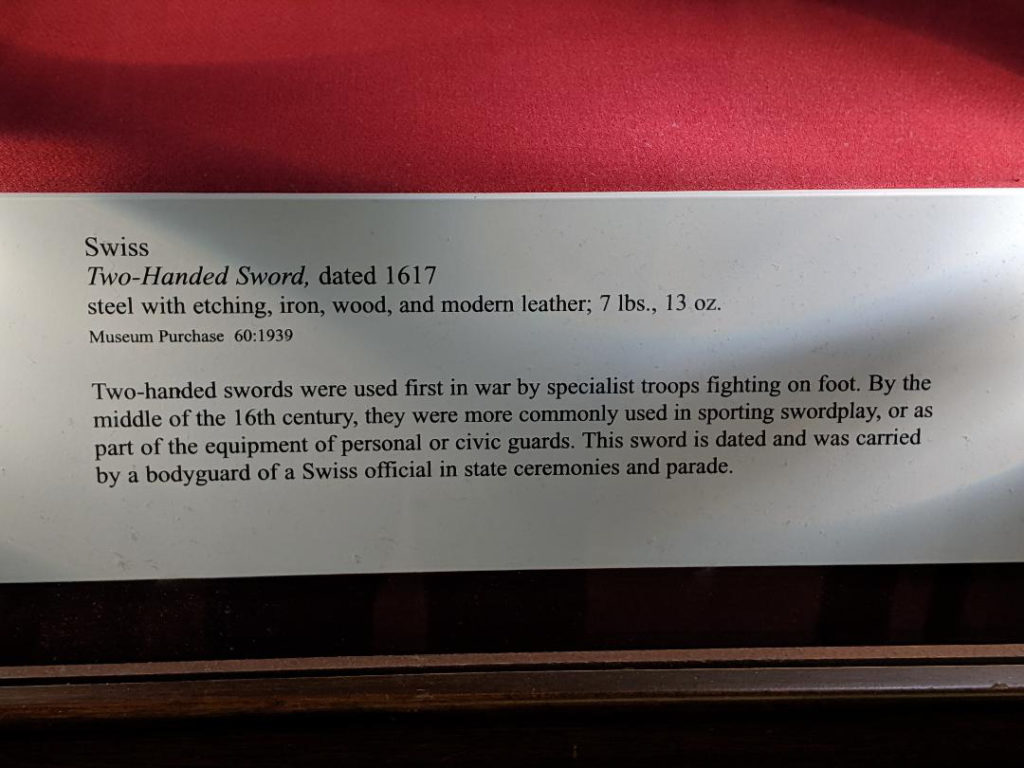 Swiss
Two-Handed Sword, dated 1617
steel with etching, iron, wood, and modern leather; 7 lbs., 13 oz.
Museum Purchase 60:1939
Two-handed swords were used first in war by specialist troops fighting on foot. By the
middle of the 16th century, they were more commonly used in sporting swordplay, or as
part of the equipment of personal or civic guards. This sword is dated and was carried
by a bodyguard of a Swiss official in state ceremonies and parade.